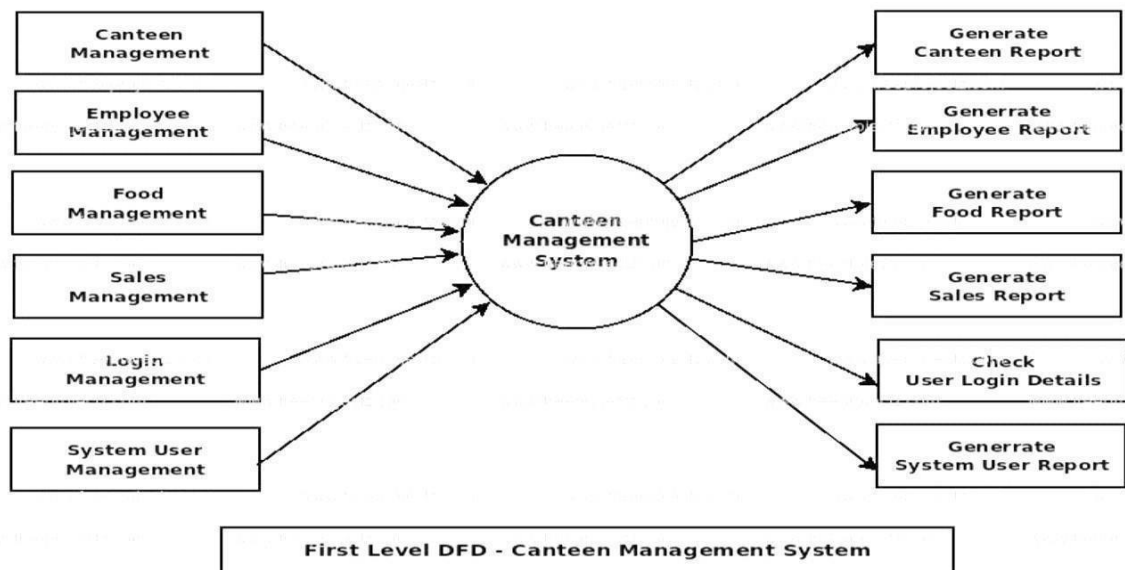 Canteen
Management
Employee
Management
Food
Management
Sales
Management
Login
Management
System User
Management
Canteen
Management
System
Generate
Canteen Report
Generrate
Employee Report
Generate
Food Report
Generate
Sales Report
Check
User Login Details
Generrate
System User Report
First Level DFD - Canteen Management System